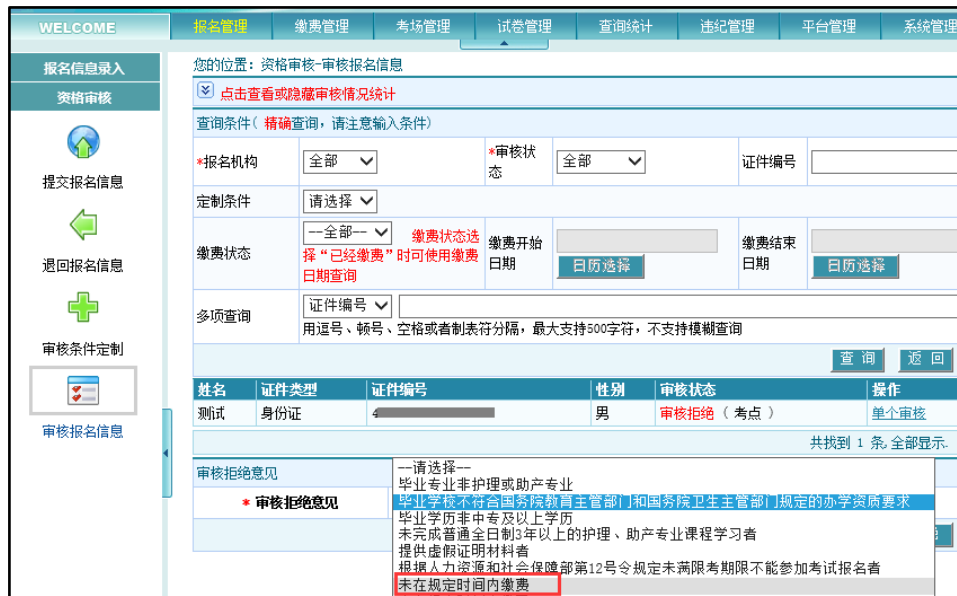 WELCOME
报名管理 缴费管理 考场管理 试卷管理 查询统计 违纪管理 平台管理 系统管理
报名信息录入
资格审核
提交报名信息
退回报名信息
审核条件定制
审核报名信息
您的位置：资格审核-审核报名信息
点击查看或隐藏审核情况统计
查询条件( 精确查询，请注意输入条件)
*报名机构 全部 *审核状态 全部 证件编号
定制条件 请选择
缴费状态 --全部-- 缴费状态选
择“已经缴费”时可使用缴费
日期查询
缴费开始
日期 日历选择
缴费结束
日期 日历选择
多项查询 证件编号
用逗号、顿号、空格或者制表符分隔，最大支持500字符，不支持模糊查询
查 询 返 回
姓名 证件类型 证件编号 性别 审核状态 操作
测试 身份证 4 男 审核拒绝 ( 考点 ) 单个审核
共找到 1 条,全部显示.
审核拒绝意见
* 审核拒绝意见
--请选择--
毕业专业非护理或助产专业
毕业学校不符合国务院教育主管部门和国务院卫生主管部门规定的办学资质要求
毕业学历非中专及以上学历
未完成普通全日制3年以上的护理、助产专业课程学习者
提供虚假证明材料者
根据人力资源和社会保障部第12号令规定未满限考期限不能参加考试报名者
未在规定时间内缴费